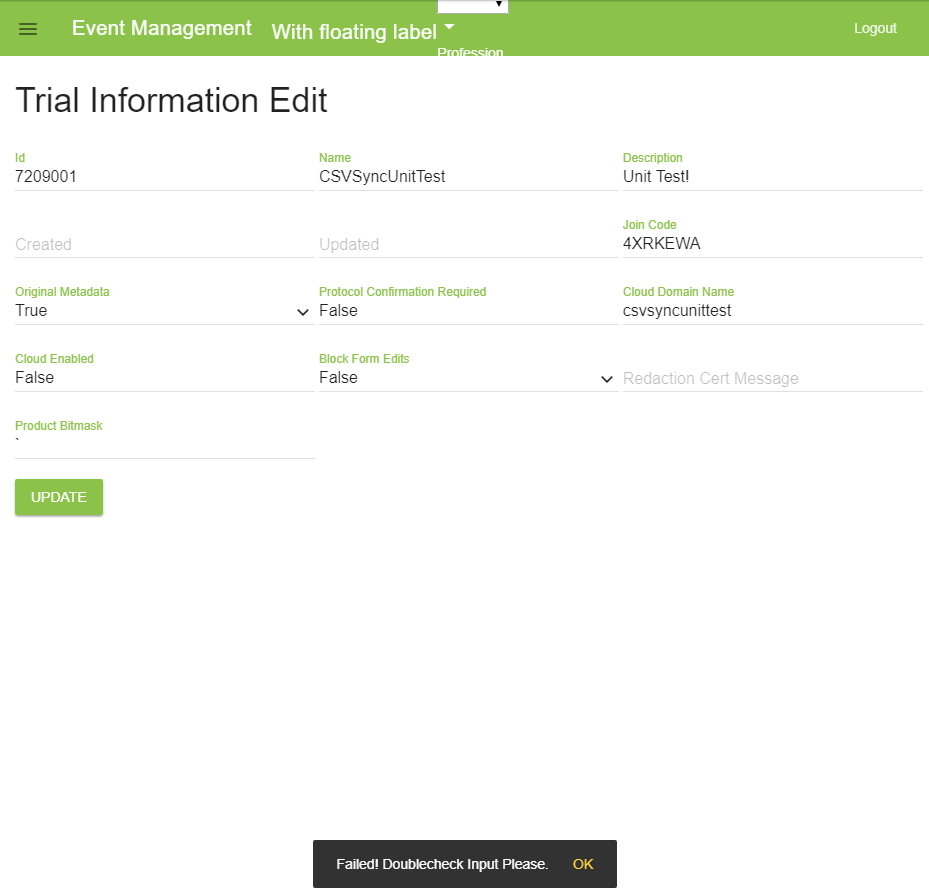 Event Management
With floating label
Profession
Logout
Trial Information Edit
Id
Name
Description
7209001
CSVSyncUnitTest
Unit Test!
Created
Updated
Join Code
4XRKEWA
Original Metadata
Protocol Confirmation Required
Cloud Domain Name
True
False
csvsyncunittest
Cloud Enabled
Block Form Edits
False
False
Redaction Cert Message
Product Bitmask
`
UPDATE
Failed! Doublecheck Input Please.
OK